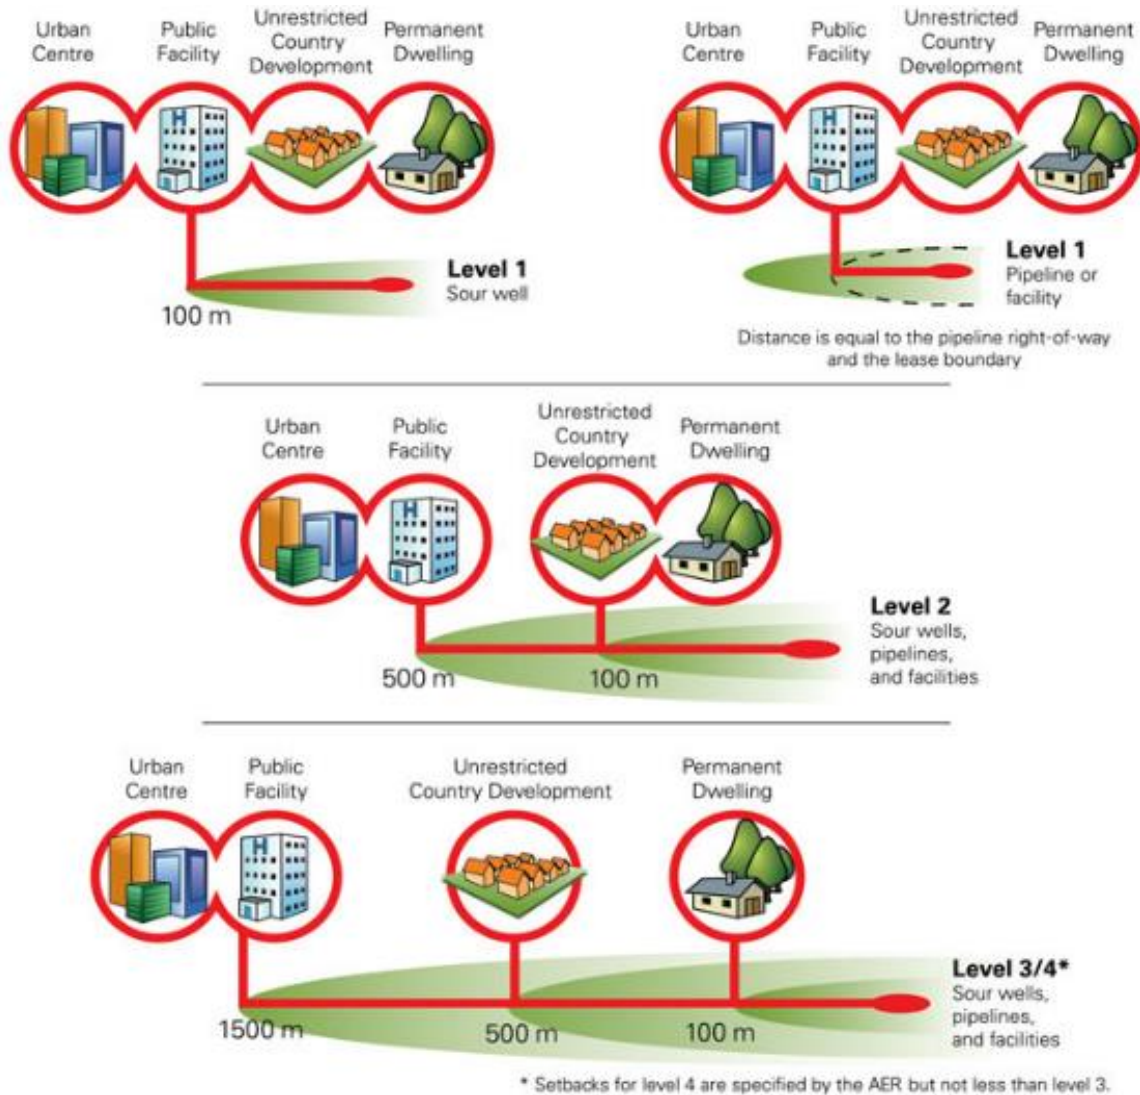 Urban
Centre
Public
Facility
Unrestricted
Country
Development
Permanent
Dwelling
H
Level 1
Sour well
100 m
Urban
Centre
Public
Facility
Unrestricted
Country
Development
Permanent
Dwelling
H
Level 1
Pipeline or
facility
Distance is equal to the pipeline right-of-way
and the lease boundary
Urban
Centre
Public
Facility
Unrestricted
Country
Development
Permanent
Dwelling
H
Level 2
Sour wells,
pipelines,
and facilities
500 m
100 m
Urban
Centre
Public
Facility
Unrestricted
Country Development
Permanent
Dwelling
H
Level 3/4*
Sour wells,
pipelines,
and facilities
1500 m
500 m
100 m
* Setbacks for level 4 are specified by the AER but not less than level 3.